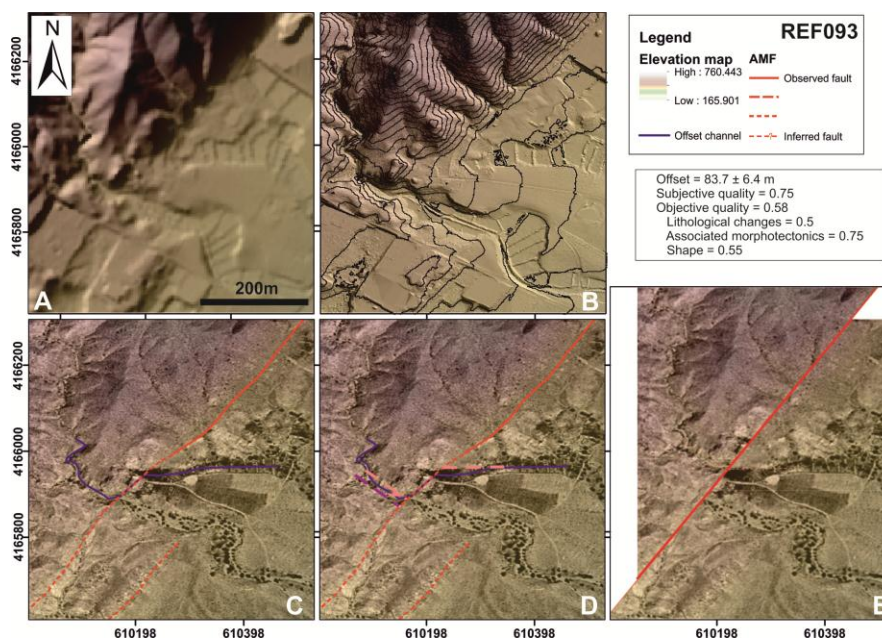 N
4166200
4166000
4165800
200m
A
B
Legend
REF093
Elevation map
AMF
High : 760.443
Low : 165.901
Observed fault
Offset channel
Inferred fault
Offset = 83.7 ± 6.4 m
Subjective quality = 0.75
Objective quality = 0.58
Lithological changes = 0.5
Associated morphotectonics = 0.75
Shape = 0.55
4166200
4166000
4165800
C
D
E
610198
610398
610198
610398
610198
610398